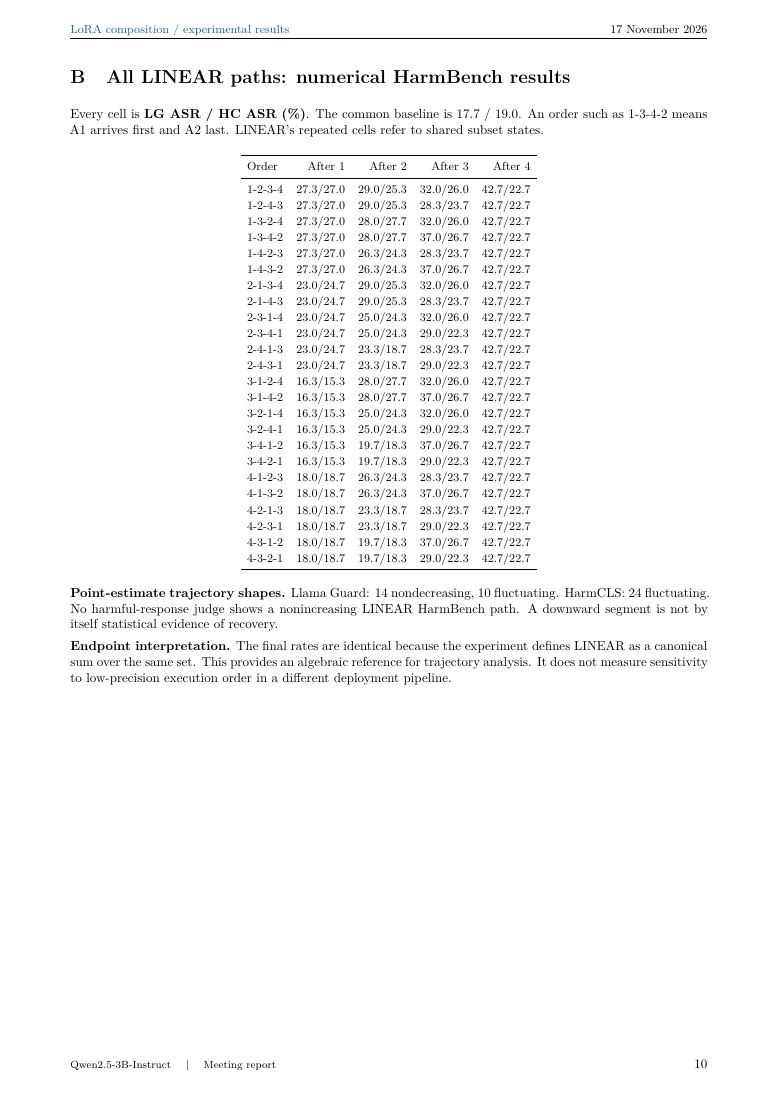 LoRA composition / experimental results 17 November 2026
B All LINEAR paths: numerical HarmBench results
Every cell is LG ASR / HC ASR (%). The common baseline is 17.7 / 19.0. An order such as 1-3-4-2 means
A1 arrives first and A2 last. LINEAR's repeated cells refer to shared subset states.
Order After 1 After 2 After 3 After 4
1-2-3-4 27.3/27.0 29.0/25.3 32.0/26.0 42.7/22.7
1-2-4-3 27.3/27.0 29.0/25.3 28.3/23.7 42.7/22.7
1-3-2-4 27.3/27.0 28.0/27.7 32.0/26.0 42.7/22.7
1-3-4-2 27.3/27.0 28.0/27.7 37.0/26.7 42.7/22.7
1-4-2-3 27.3/27.0 26.3/24.3 28.3/23.7 42.7/22.7
1-4-3-2 27.3/27.0 26.3/24.3 37.0/26.7 42.7/22.7
2-1-3-4 23.0/24.7 29.0/25.3 32.0/26.0 42.7/22.7
2-1-4-3 23.0/24.7 29.0/25.3 28.3/23.7 42.7/22.7
2-3-1-4 23.0/24.7 25.0/24.3 32.0/26.0 42.7/22.7
2-3-4-1 23.0/24.7 25.0/24.3 29.0/22.3 42.7/22.7
2-4-1-3 23.0/24.7 23.3/18.7 28.3/23.7 42.7/22.7
2-4-3-1 23.0/24.7 23.3/18.7 29.0/22.3 42.7/22.7
3-1-2-4 16.3/15.3 28.0/27.7 32.0/26.0 42.7/22.7
3-1-4-2 16.3/15.3 28.0/27.7 37.0/26.7 42.7/22.7
3-2-1-4 16.3/15.3 25.0/24.3 32.0/26.0 42.7/22.7
3-2-4-1 16.3/15.3 25.0/24.3 29.0/22.3 42.7/22.7
3-4-1-2 16.3/15.3 19.7/18.3 37.0/26.7 42.7/22.7
3-4-2-1 16.3/15.3 19.7/18.3 29.0/22.3 42.7/22.7
4-1-2-3 18.0/18.7 26.3/24.3 28.3/23.7 42.7/22.7
4-1-3-2 18.0/18.7 26.3/24.3 37.0/26.7 42.7/22.7
4-2-1-3 18.0/18.7 23.3/18.7 28.3/23.7 42.7/22.7
4-2-3-1 18.0/18.7 23.3/18.7 29.0/22.3 42.7/22.7
4-3-1-2 18.0/18.7 19.7/18.3 37.0/26.7 42.7/22.7
4-3-2-1 18.0/18.7 19.7/18.3 29.0/22.3 42.7/22.7
Point-estimate trajectory shapes. Llama Guard: 14 nondecreasing, 10 fluctuating. HarmCLS: 24 fluctuating.
No harmful-response judge shows a nonincreasing LINEAR HarmBench path. A downward segment is not by
itself statistical evidence of recovery.
Endpoint interpretation. The final rates are identical because the experiment defines LINEAR as a canonical
sum over the same set. This provides an algebraic reference for trajectory analysis. It does not measure sensitivity
to low-precision execution order in a different deployment pipeline.
Qwen2.5-3B-Instruct | Meeting report 10